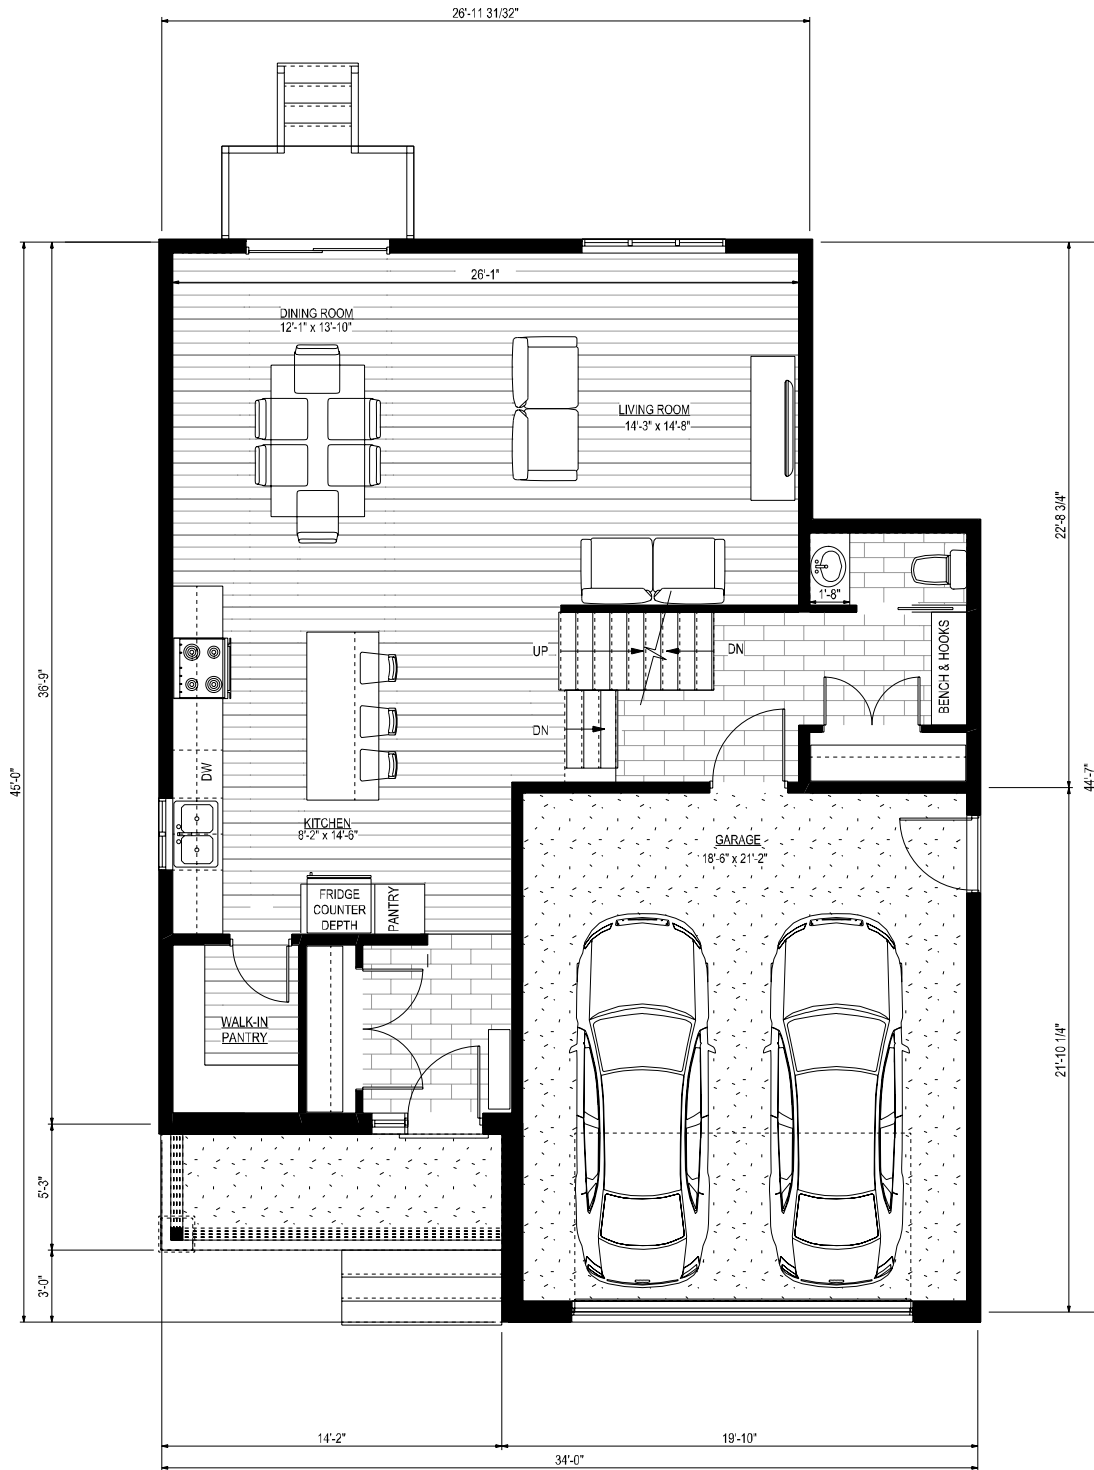 26'-11 31/32"
26'-1"
DINING ROOM
12'-1" x 13'-10"
LIVING ROOM
14'-3" x 14'-8"
22'-8 3/4"
1'-8"
BENCH & HOOKS
UP
DN
DN
36'-9"
45'-0"
44'-7"
DW
KITCHEN
8'-2" x 14'-6"
GARAGE
18'-6" x 21'-2"
FRIDGE
COUNTER
DEPTH
PANTRY
WALK-IN
PANTRY
21'-10 1/4"
5'-3"
3'-0"
14'-2"
19'-10"
34'-0"